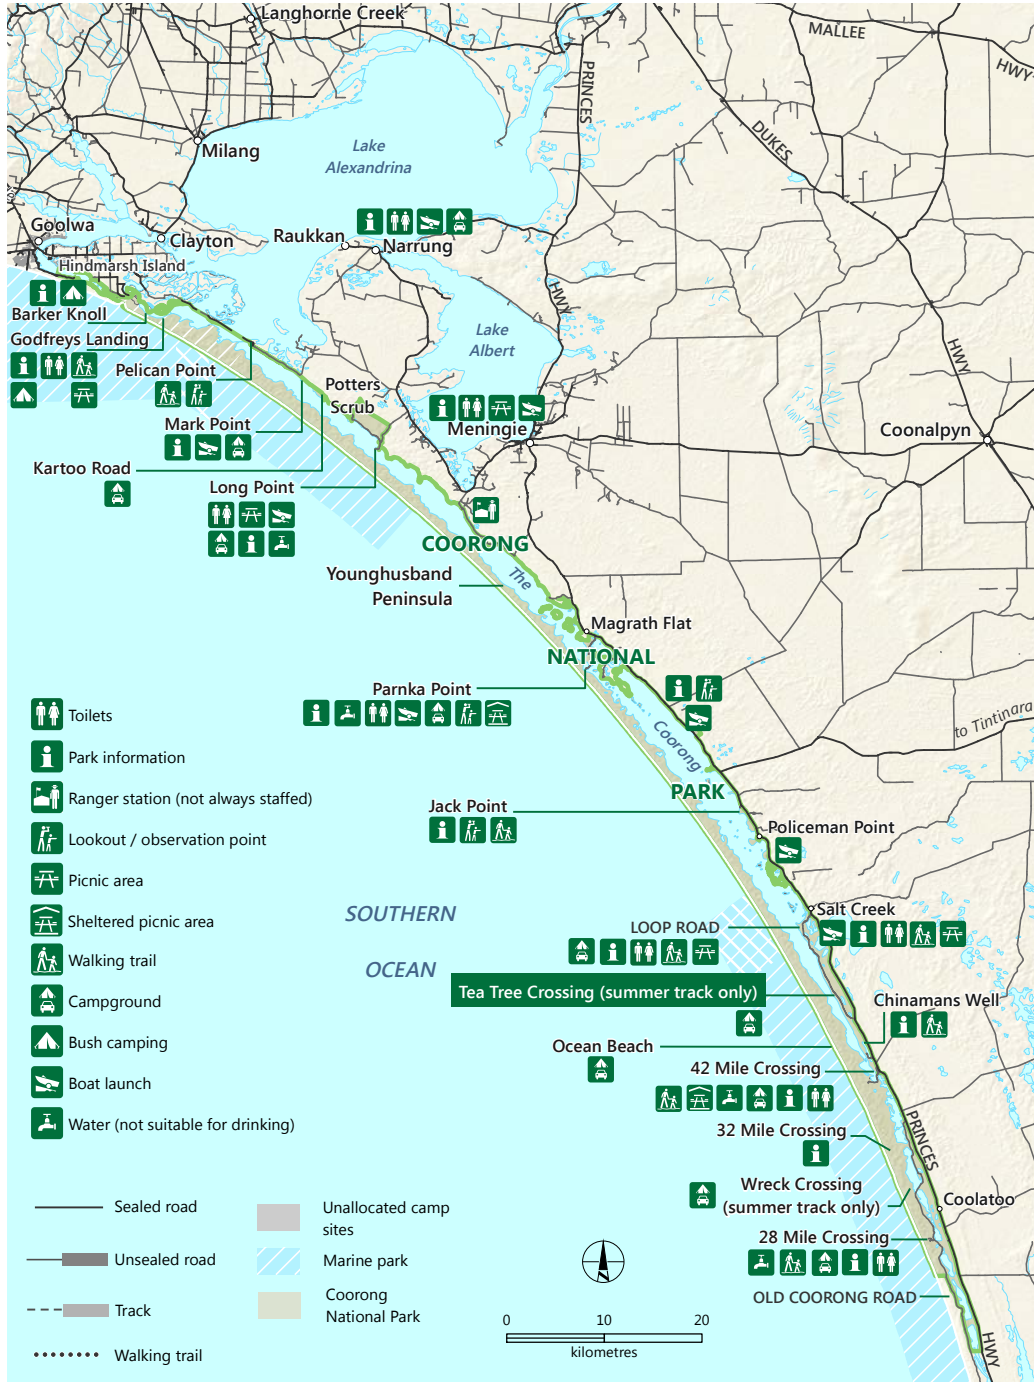 Langhorne Creek
MALLEE
HWY
PRINCES
DUKES
Lake
Alexandrina
Milang
Goolwa
Clayton
Raukkan
Narrung
Hindmarsh Island
HWY
Barker Knoll
Godfreys Landing
Lake
Albert
HWY
Pelican Point
Potters
Scrub
Mark Point
Meningie
Coonalpyn
Kartoo Road
Long Point
COORONG
The
Younghusband
Peninsula
Magrath Flat
NATIONAL
Parnka Point
Coorong
to Tintinara
PARK
Jack Point
Policeman Point
SOUTHERN
OCEAN
Salt Creek
LOOP ROAD
Tea Tree Crossing (summer track only)
Chinamans Well
Ocean Beach
42 Mile Crossing
PRINCES
32 Mile Crossing
Wreck Crossing
(summer track only)
Coolatoo
28 Mile Crossing
OLD COORONG ROAD
HWY
Toilets
Park information
Ranger station (not always staffed)
Lookout / observation point
Picnic area
Sheltered picnic area
Walking trail
Campground
Bush camping
Boat launch
Water (not suitable for drinking)
Sealed road
Unsealed road
Track
Walking trail
Unallocated camp
sites
Marine park
Coorong
National Park
N
0 10 20
kilometres